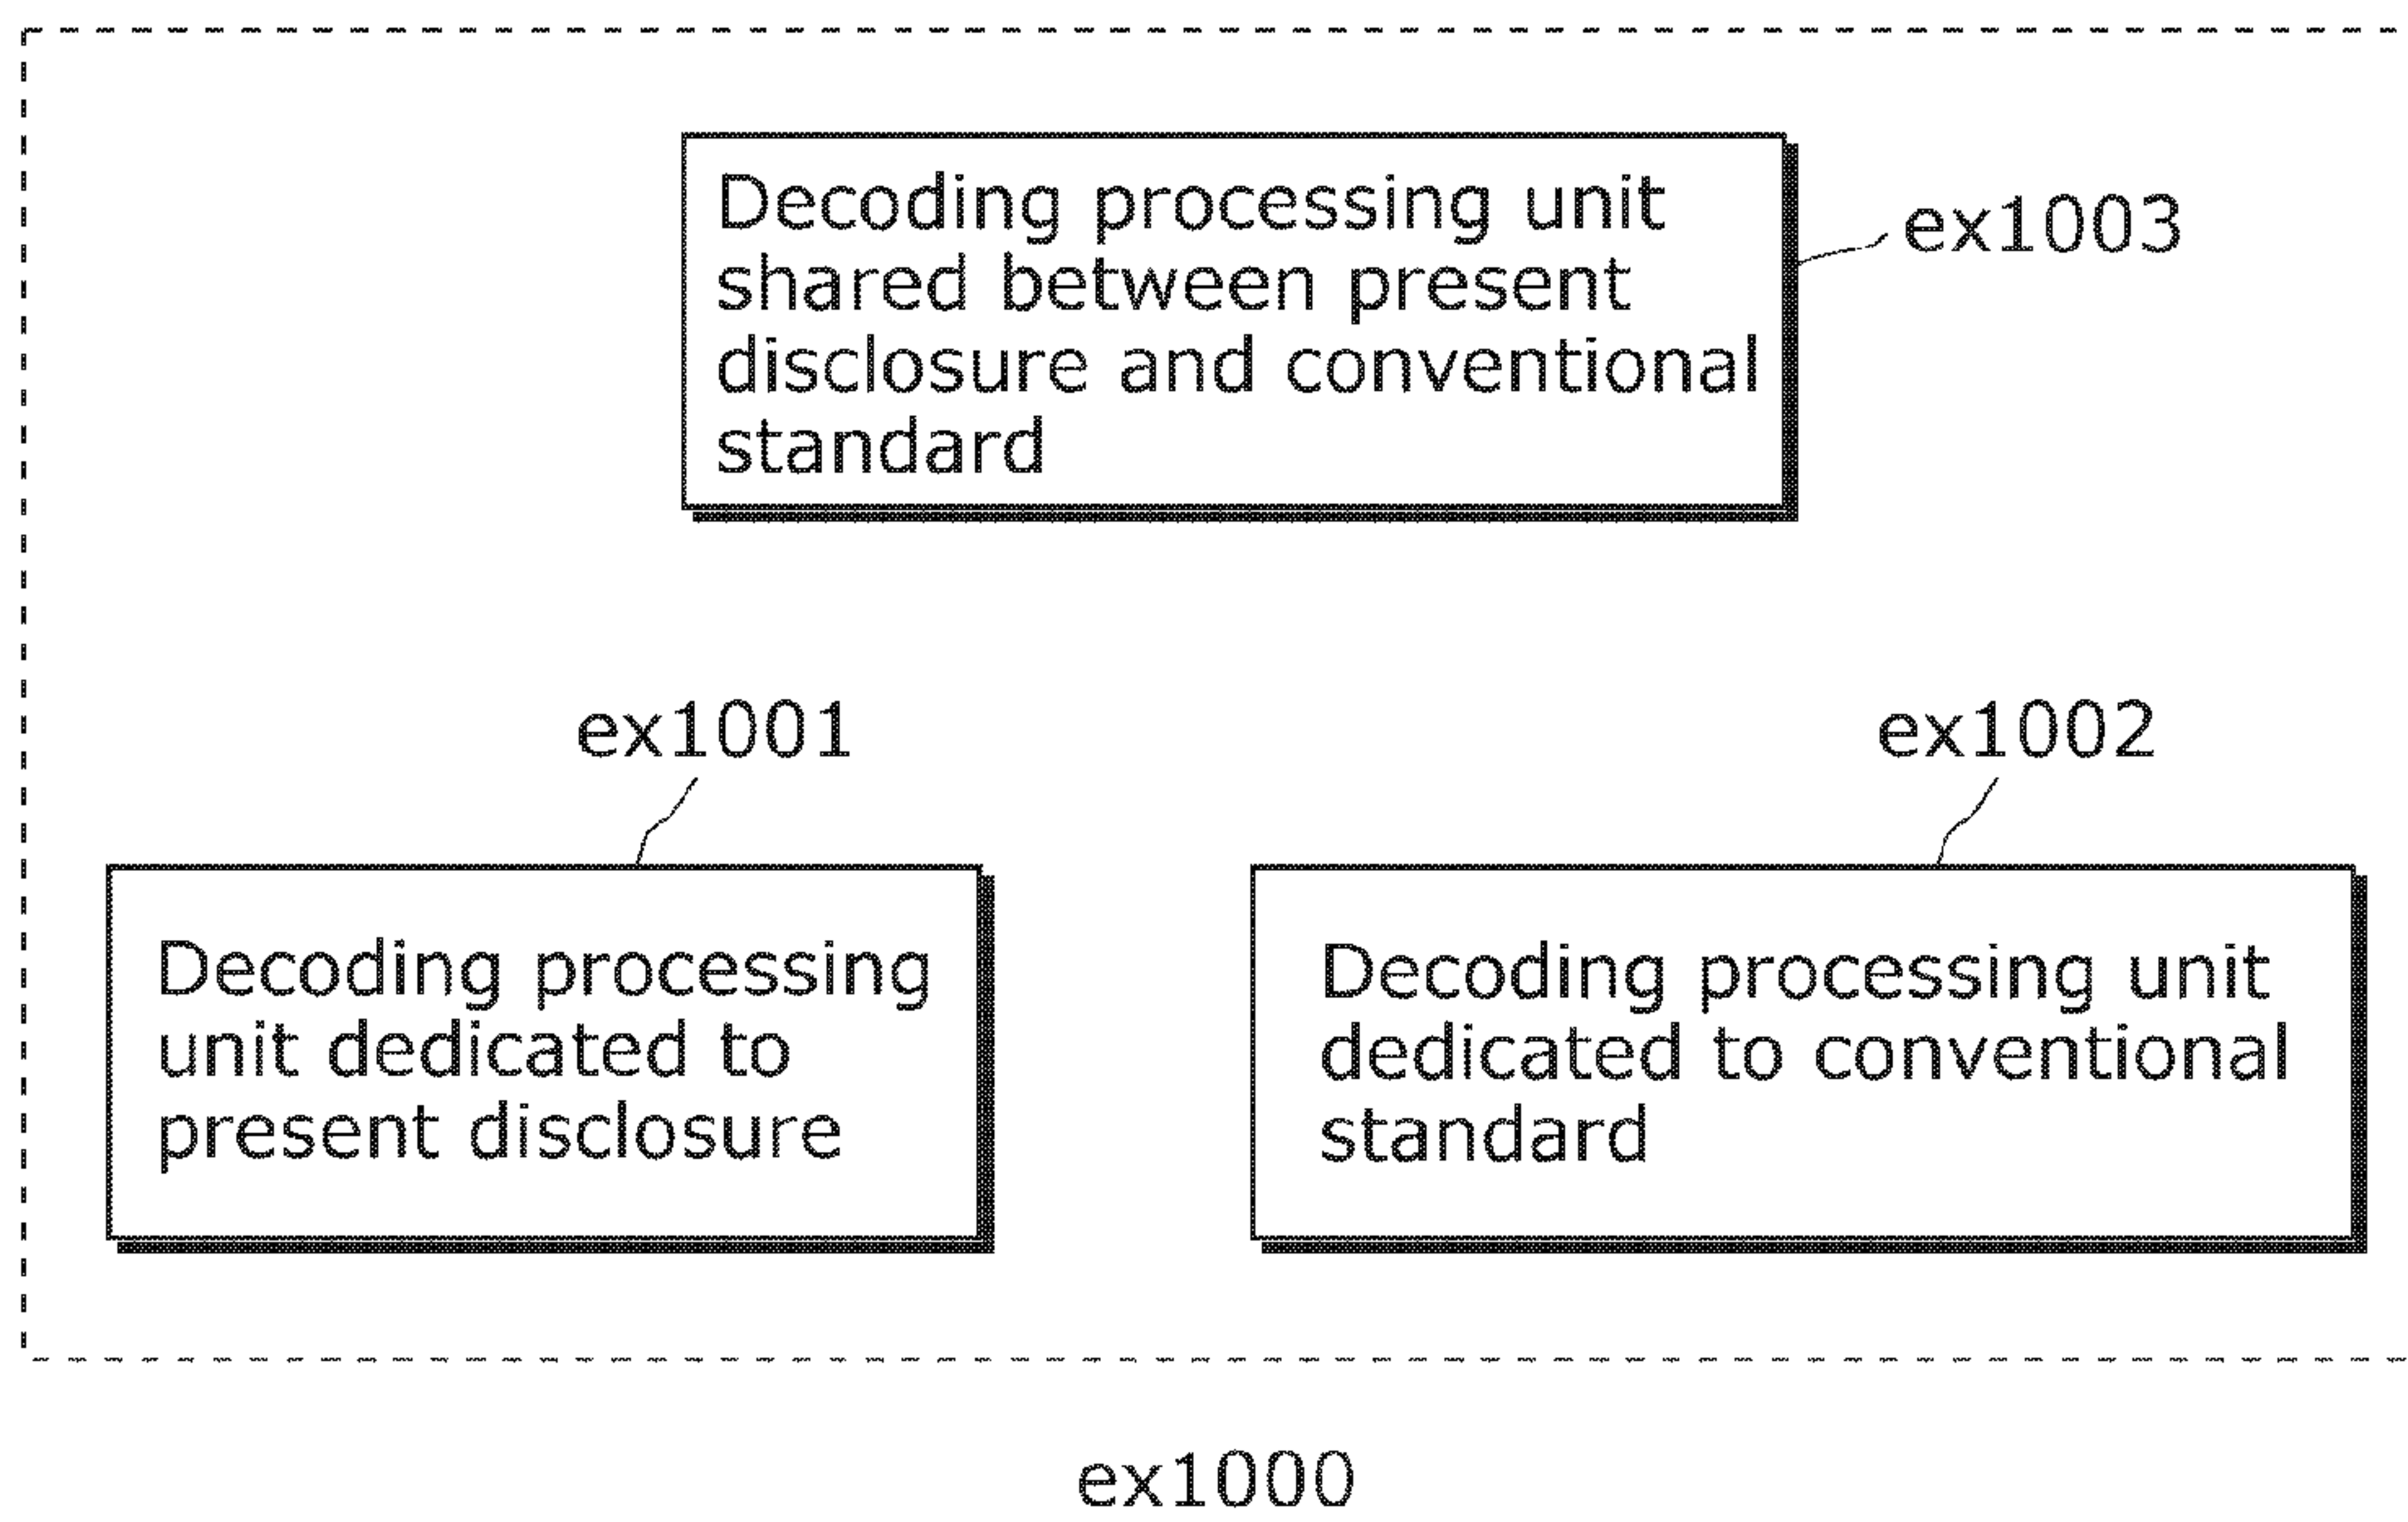 Decoding processing unit
shared between present
disclosure and conventional
standard
ex1003
ex1001
ex1002
Decoding processing
unit dedicated to
present disclosure
Decoding processing unit
dedicated to conventional
standard
ex1000